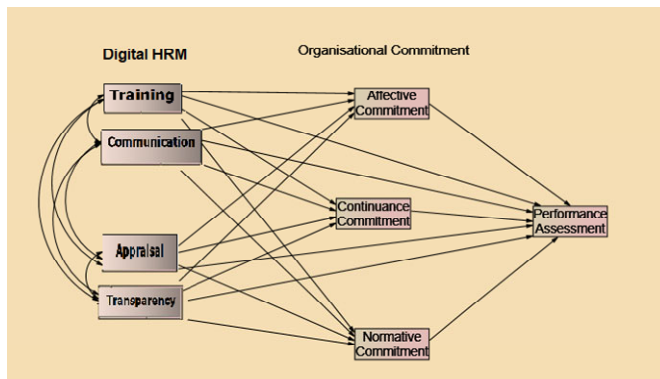 Digital HRM
Organisational Commitment
Training
Communication
Appraisal
Transparency
Affective
Commitment
Continuance
Commitment
Normative
Commitment
Performance
Assessment